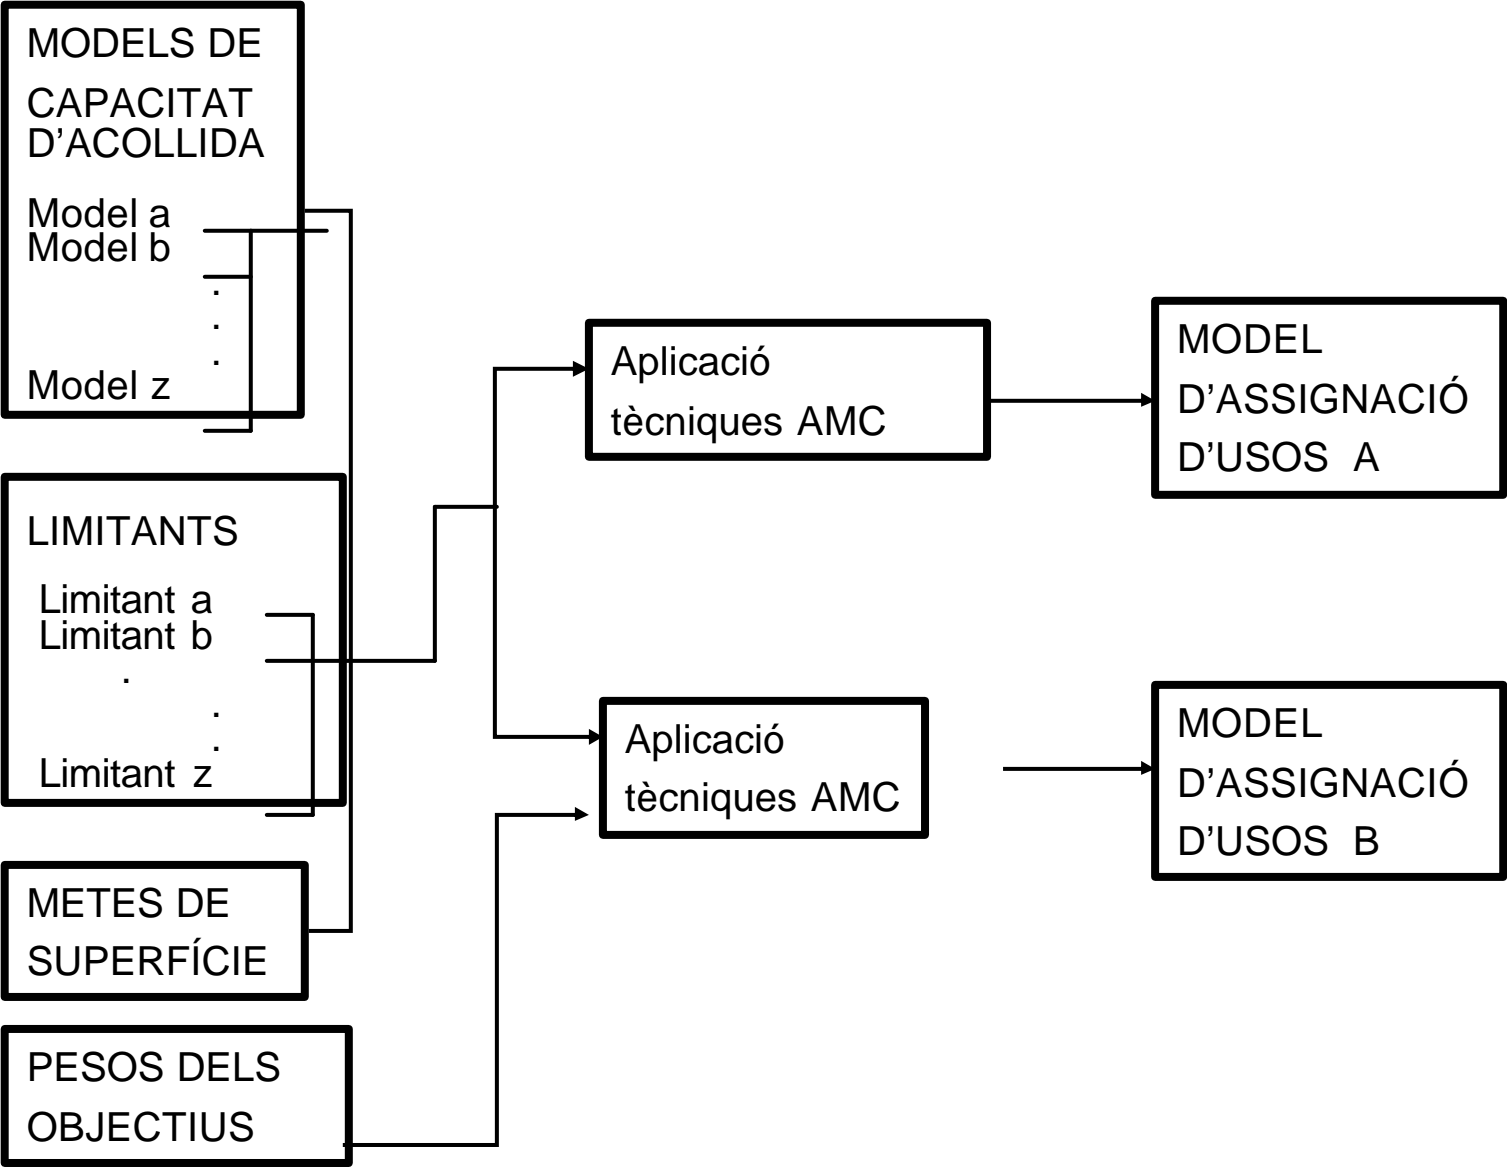 MODELS DE
CAPACITAT
D'ACOLLIDA
Model a
Model b
.
.
.
Model z
LIMITANTS
Limitant a
Limitant b
.
.
.
Limitant z
METES DE
SUPERFÍCIE
PESOS DELS
OBJECTIUS
Aplicació
tècniques AMC
Aplicació
tècniques AMC
MODEL
D'ASSIGNACIÓ
D'USOS A
MODEL
D'ASSIGNACIÓ
D'USOS B